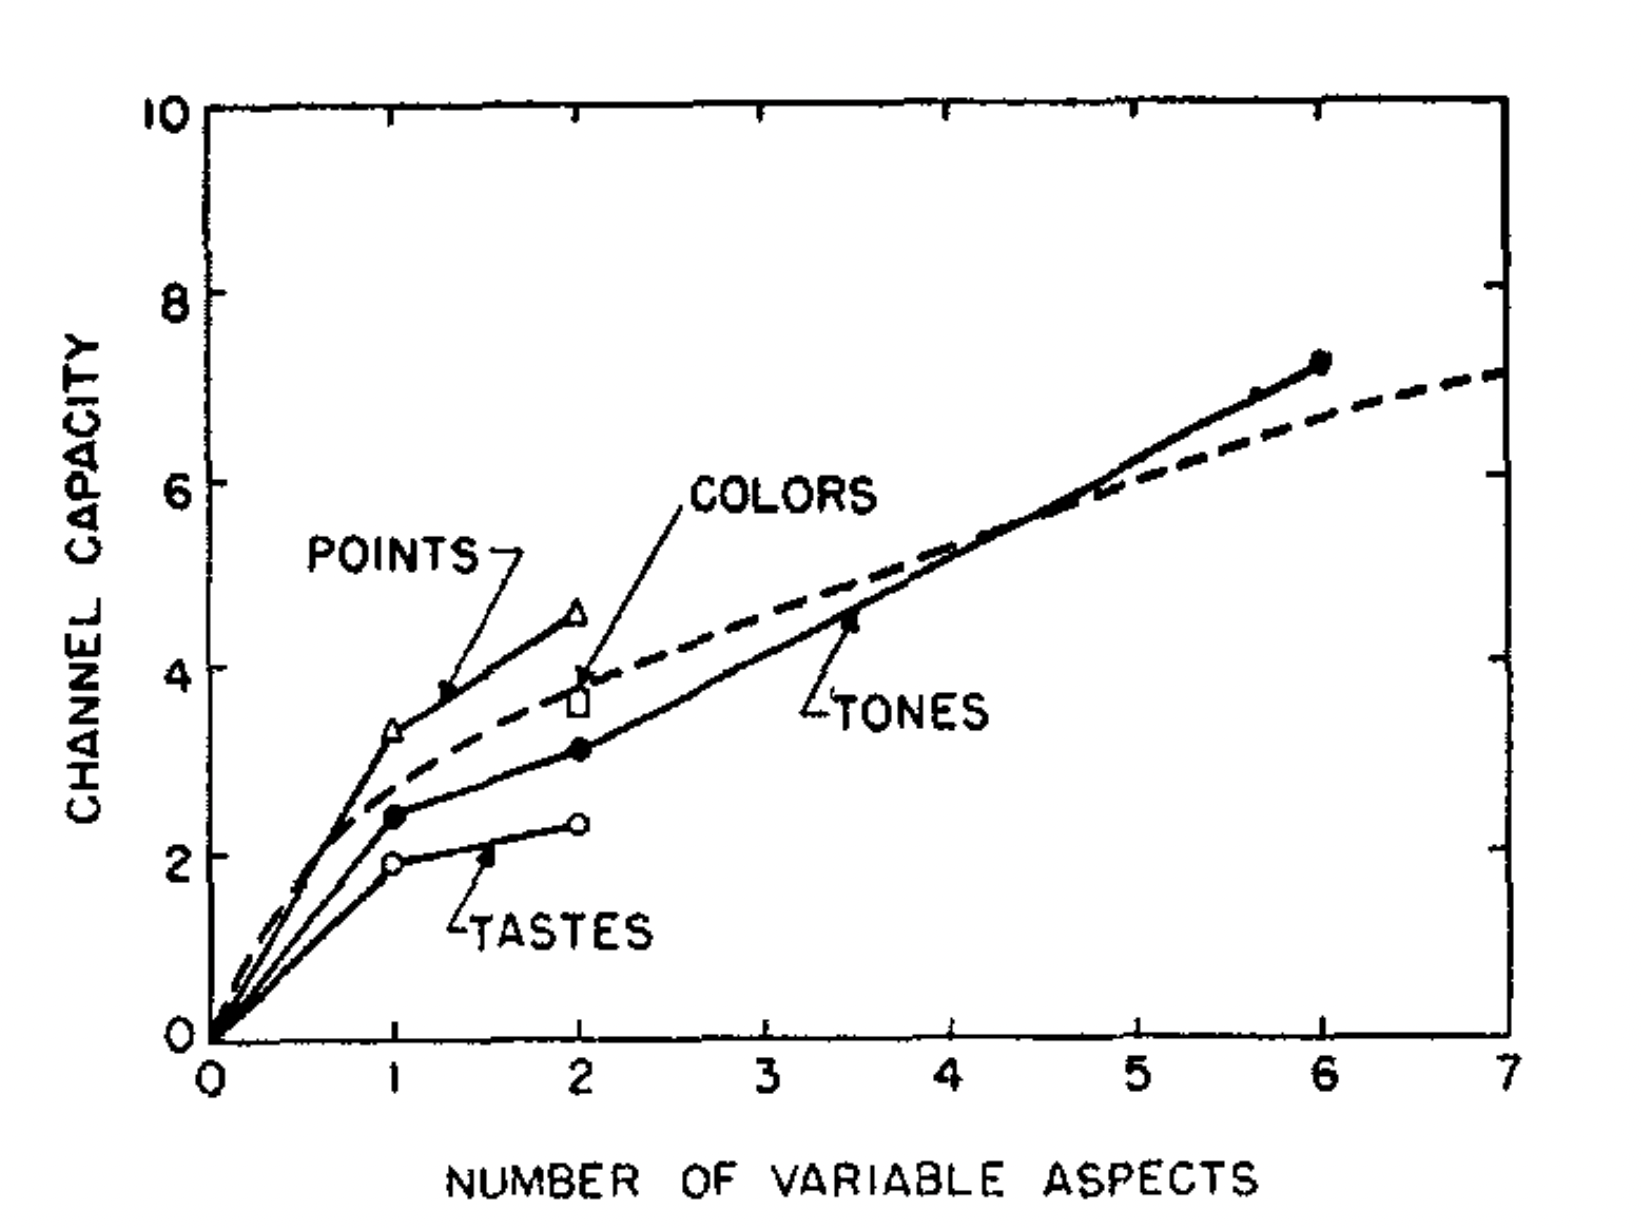 10
8
6
4
2
0
CHANNEL CAPACITY
COLORS
POINTS
TONES
TASTES
0 1 2 3 4 5 6 7
NUMBER OF VARIABLE ASPECTS